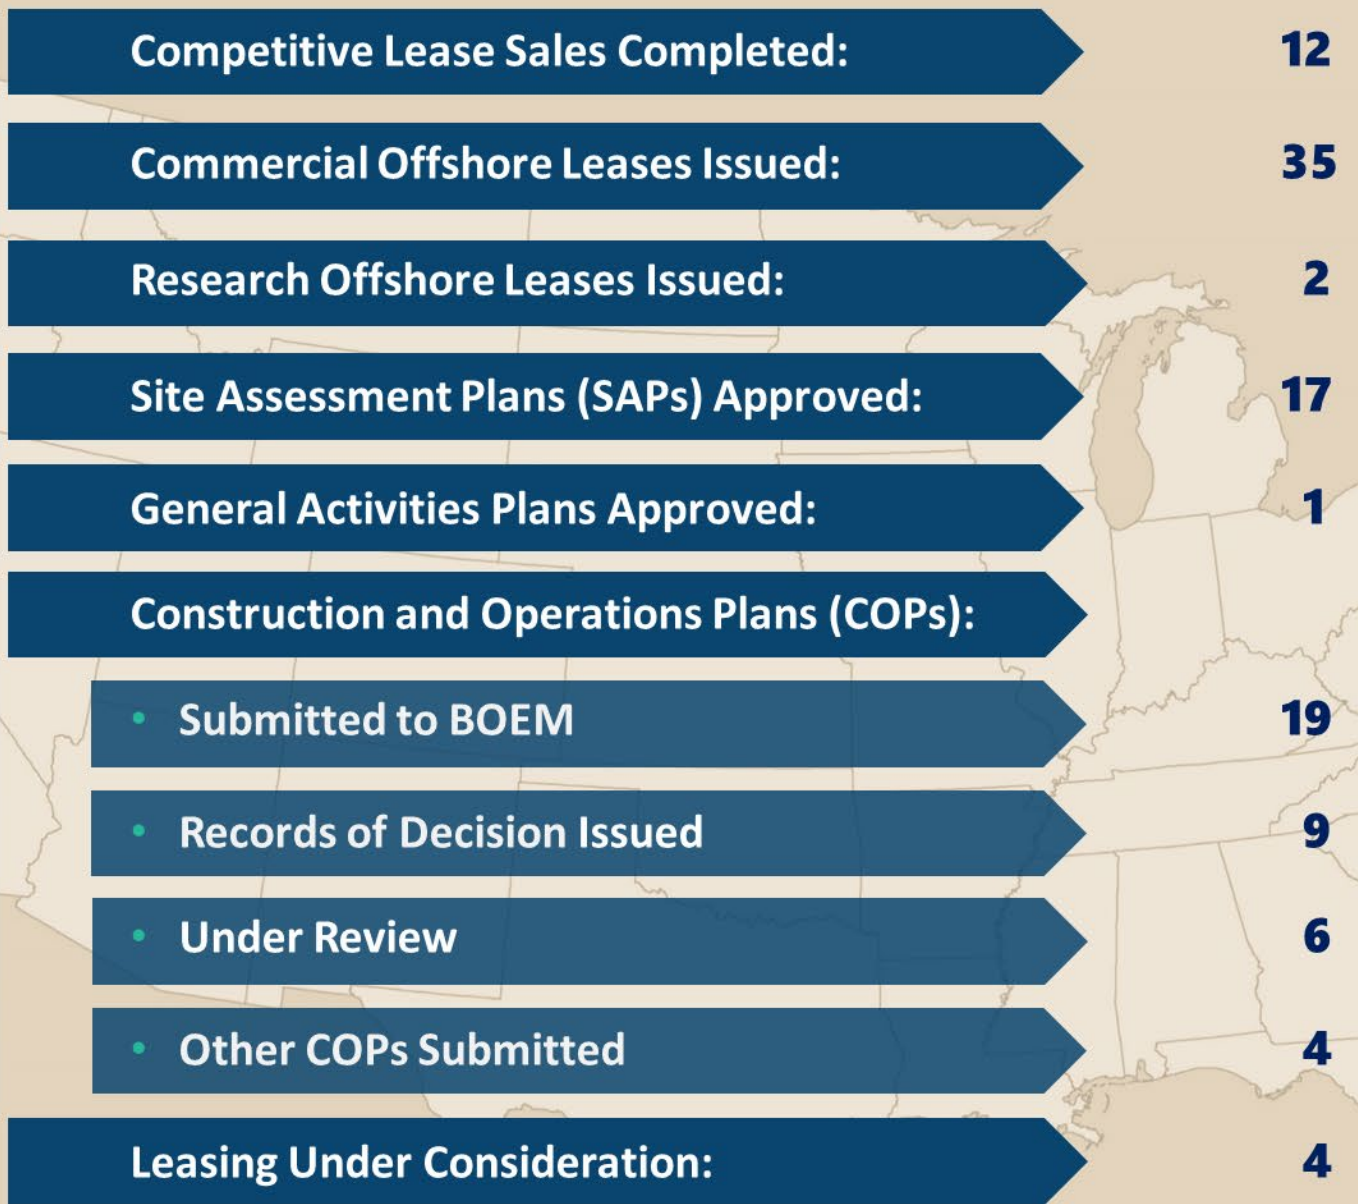 Competitive Lease Sales Completed: 12
Commercial Offshore Leases Issued: 35
Research Offshore Leases Issued: 2
Site Assessment Plans (SAPs) Approved: 17
General Activities Plans Approved: 1
Construction and Operations Plans (COPs):
• Submitted to BOEM 19
• Records of Decision Issued 9
• Under Review 6
• Other COPs Submitted 4
Leasing Under Consideration: 4